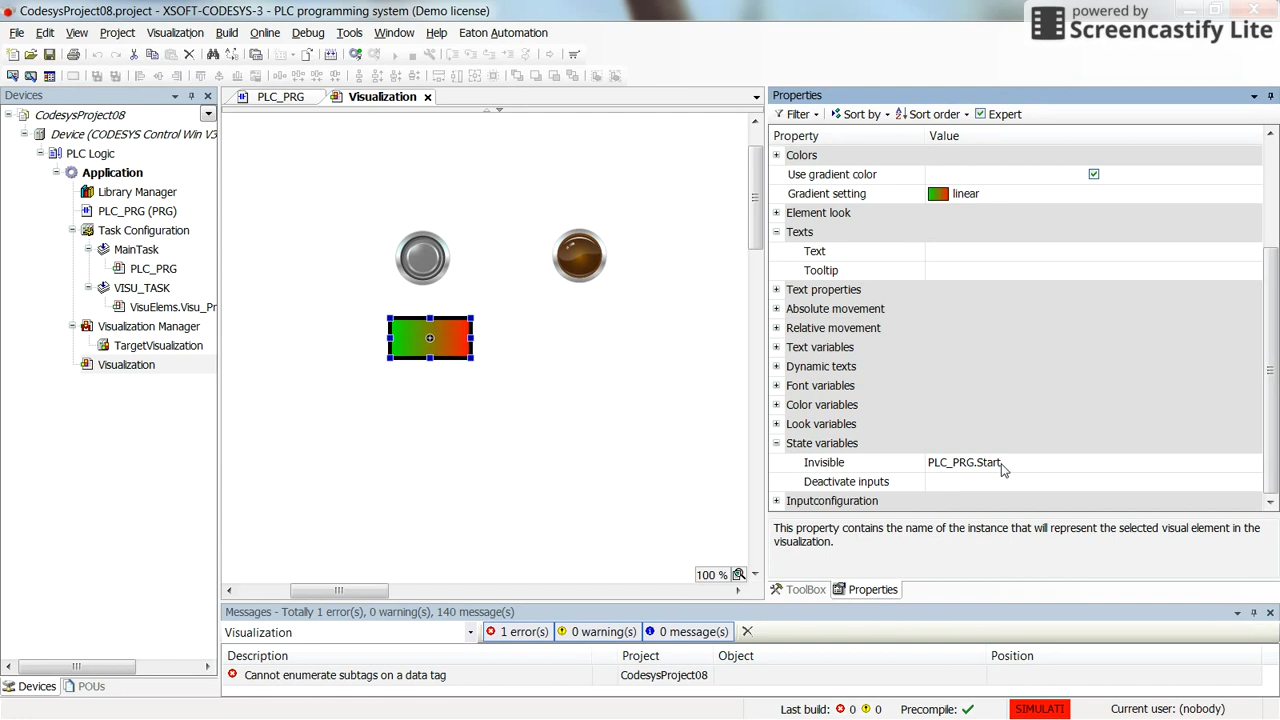 CodesysProject08.project - XSOFT-CODESYS-3 - PLC programming system (Demo license)
powered by
Screencastify Lite
File Edit View Project Visualization Build Online Debug Tools Window Help Eaton Automation
Devices
CodesysProject08
Device (CODESYS Control Win V3
PLC Logic
Application
Library Manager
PLC_PRG (PRG)
Task Configuration
MainTask
PLC_PRG
VISU_TASK
VisuElems.Visu_Pr
Visualization Manager
TargetVisualization
Visualization
Devices POUs
PLC_PRG Visualization
100 %
Properties
Filter Sort by Sort order Expert
Property Value
Colors
Use gradient color
Gradient setting linear
Element look
Texts
Text
Tooltip
Text properties
Absolute movement
Relative movement
Text variables
Dynamic texts
Font variables
Color variables
Look variables
State variables
Invisible PLC_PRG.Start
Deactivate inputs
Inputconfiguration
This property contains the name of the instance that will represent the selected visual element in the
visualization.
ToolBox Properties
Messages - Totally 1 error(s), 0 warning(s), 140 message(s)
Visualization 1 error(s) 0 warning(s) 0 message(s)
Description Project Object Position
Cannot enumerate subtags on a data tag CodesysProject08
Last build: 0 0 Precompile: SIMULATI Current user: (nobody)